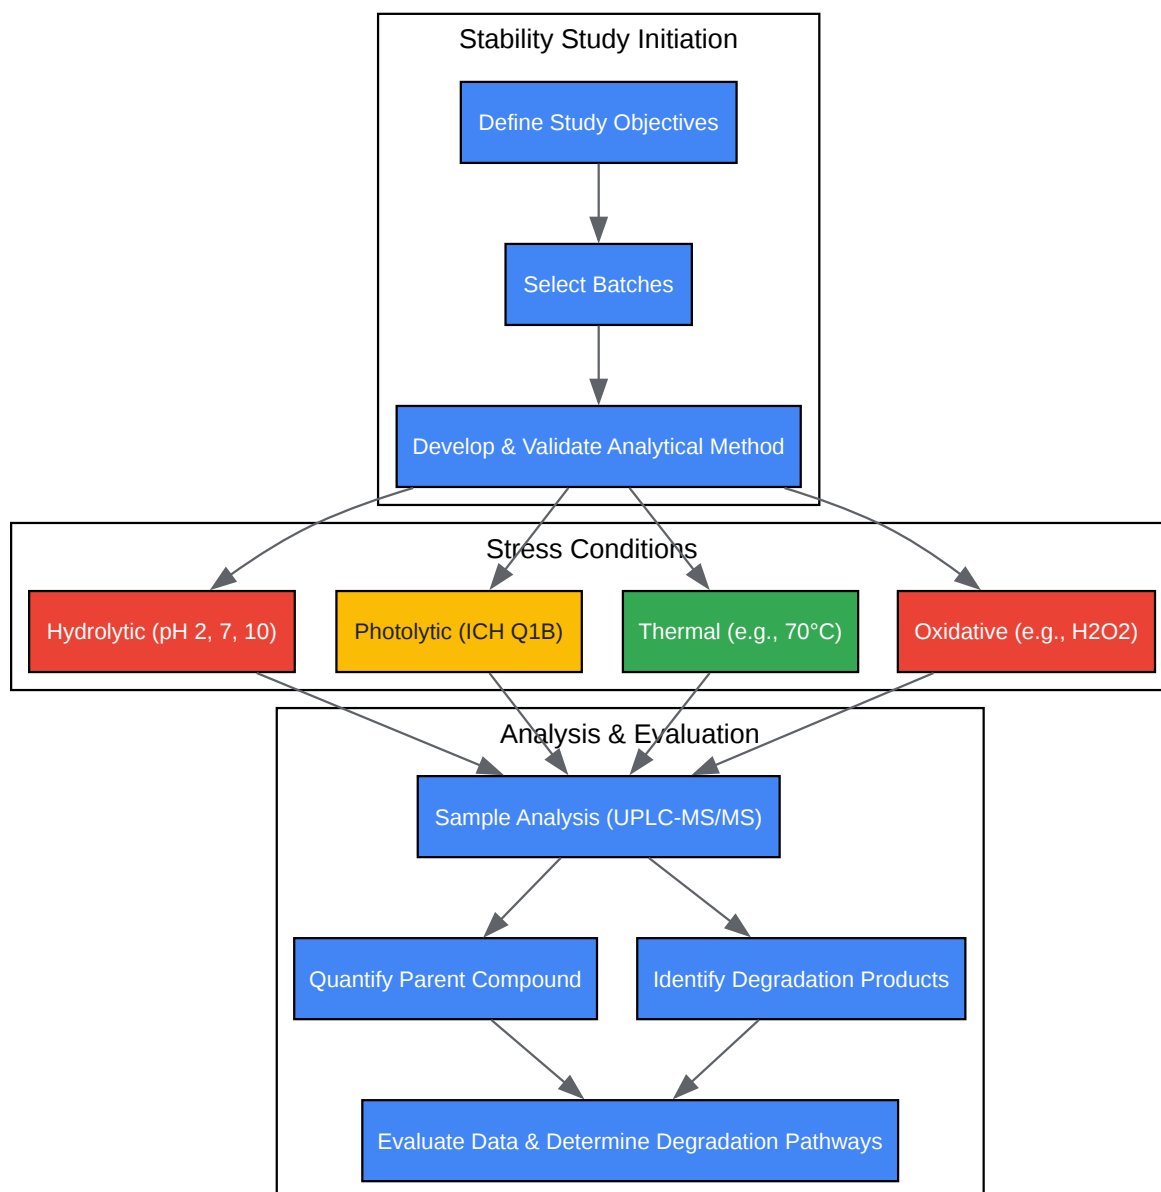 Stability Study Initiation
Define Study Objectives
Select Batches
Develop & Validate Analytical Method
Stress Conditions
Hydrolytic (pH 2, 7, 10)
Photolytic (ICH Q1B)
Thermal (e.g., 70°C)
Oxidative (e.g., H2O2)
Analysis & Evaluation
Sample Analysis (UPLC-MS/MS)
Quantify Parent Compound
Identify Degradation Products
Evaluate Data & Determine Degradation Pathways